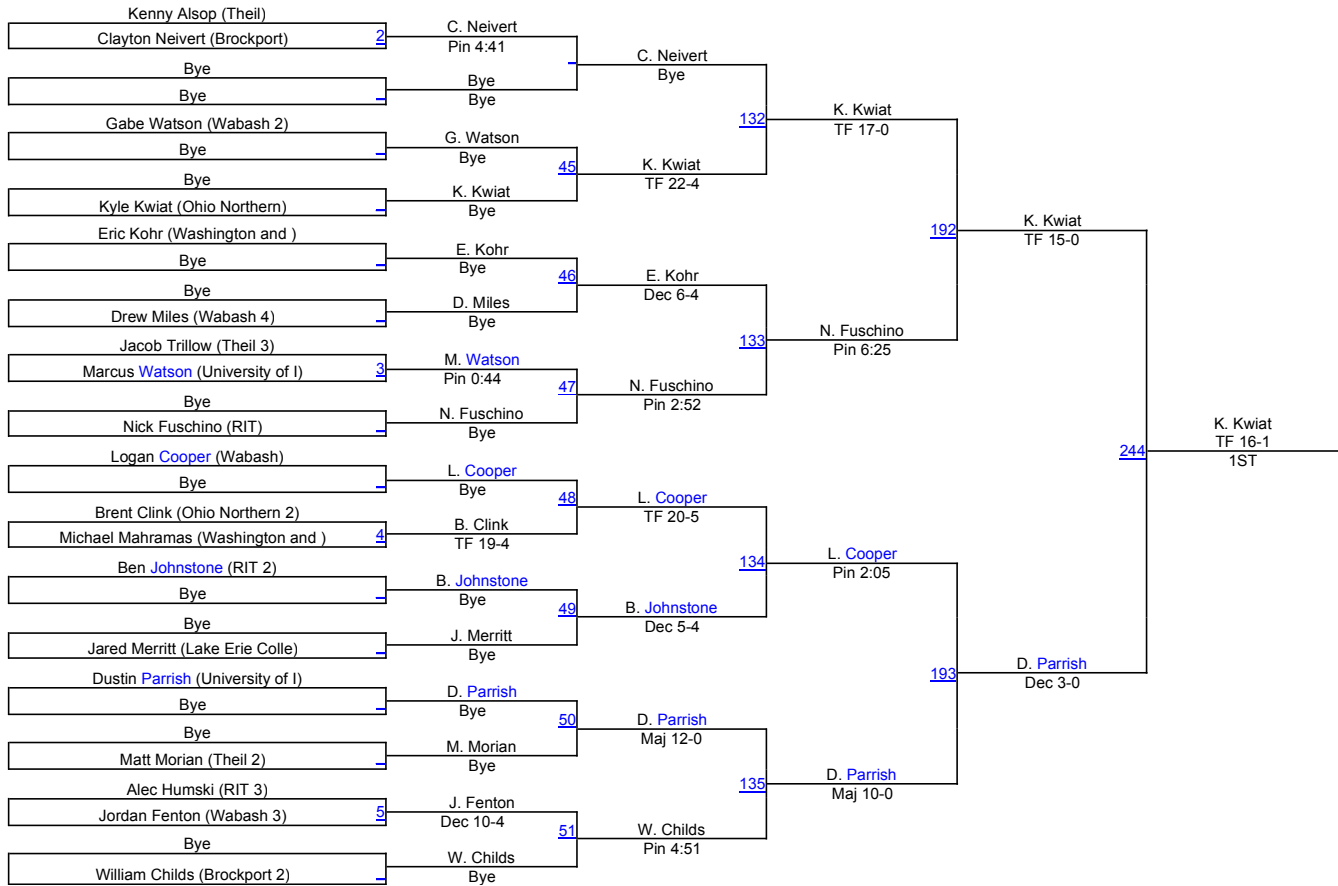 Kenny Alsop (Theil)
Clayton Neivert (Brockport)
2
Bye
Bye
Gabe Watson (Wabash 2)
Bye
Bye
Kyle Kwiat (Ohio Northern)
Eric Kohr (Washington and )
Bye
Bye
Drew Miles (Wabash 4)
Jacob Trillow (Theil 3)
Marcus Watson (University of I)
3
Bye
Nick Fuschino (RIT)
Logan Cooper (Wabash)
Bye
Brent Clink (Ohio Northern 2)
Michael Mahramas (Washington and )
4
Ben Johnstone (RIT 2)
Bye
Bye
Jared Merritt (Lake Erie Colle)
Dustin Parrish (University of I)
Bye
Bye
Matt Morian (Theil 2)
Alec Humski (RIT 3)
Jordan Fenton (Wabash 3)
5
Bye
William Childs (Brockport 2)
C. Neivert
Pin 4:41
Bye
Bye
G. Watson
Bye
45
K. Kwiat
Bye
E. Kohr
Bye
46
D. Miles
Bye
M. Watson
Pin 0:44
47
N. Fuschino
Bye
L. Cooper
Bye
48
B. Clink
TF 19-4
B. Johnstone
Bye
49
J. Merritt
Bye
D. Parrish
Bye
50
M. Morian
Bye
J. Fenton
Dec 10-4
51
W. Childs
Bye
C. Neivert
Bye
132
K. Kwiat
TF 22-4
E. Kohr
Dec 6-4
133
N. Fuschino
Pin 2:52
L. Cooper
TF 20-5
134
B. Johnstone
Dec 5-4
D. Parrish
Maj 12-0
135
W. Childs
Pin 4:51
K. Kwiat
TF 17-0
192
N. Fuschino
Pin 6:25
L. Cooper
Pin 2:05
193
D. Parrish
Maj 10-0
K. Kwiat
TF 15-0
244
D. Parrish
Dec 3-0
K. Kwiat
TF 16-1
1ST